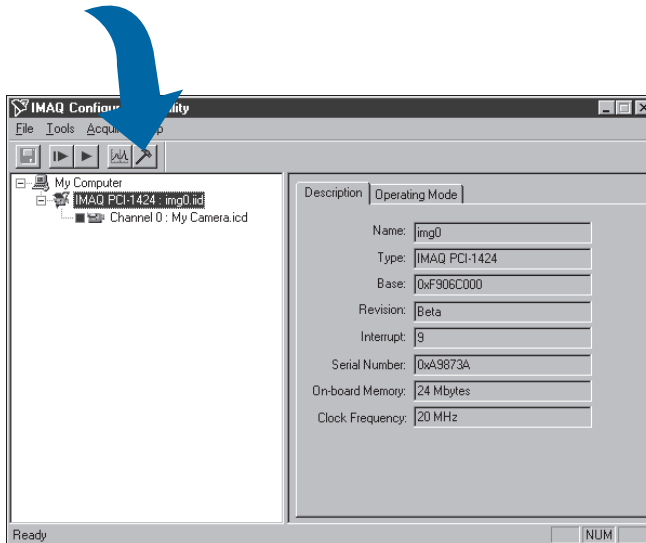 IMAQ Configu lity
File Tools Acqui p
My Computer
IMAQ PCI-1424 : img0.iid
Channel 0 : My Camera.icd
Description Operating Mode
Name: img0
Type: IMAQ PCI-1424
Base: 0xF906C000
Revision: Beta
Interrupt: 9
Serial Number: 0xA9873A
On-board Memory: 24 Mbytes
Clock Frequency: 20 MHz
Ready NUM